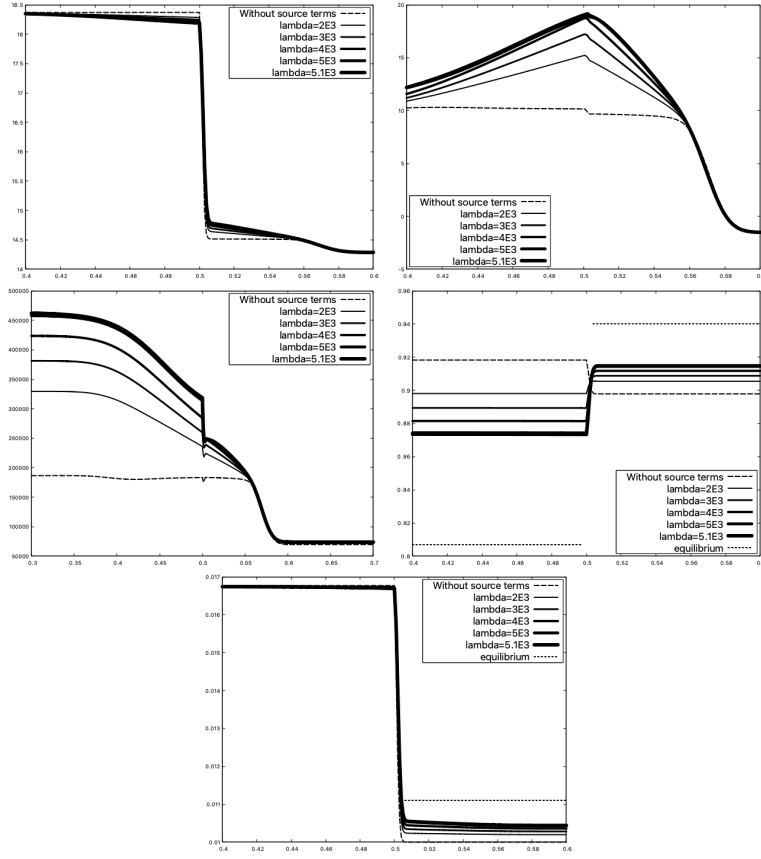 18.5
18
17.5
17
16.5
16
15.5
15
14.5
14
0.4 0.42 0.44 0.46 0.48 0.5 0.52 0.54 0.56 0.58 0.6
Without source terms
lambda=2E3
lambda=3E3
lambda=4E3
lambda=5E3
lambda=5.1E3
20
15
10
5
0
-5
0.4 0.42 0.44 0.46 0.48 0.5 0.52 0.54 0.56 0.58 0
Without source terms
lambda=2E3
lambda=3E3
lambda=4E3
lambda=5E3
lambda=5.1E3
500000
450000
400000
350000
300000
250000
200000
150000
100000
50000
0.3 0.35 0.4 0.45 0.5 0.55 0.6 0.65 0.7
Without source terms
lambda=2E3
lambda=3E3
lambda=4E3
lambda=5E3
lambda=5.1E3
0.96
0.94
0.92
0.9
0.88
0.86
0.84
0.82
0.8
0.4 0.42 0.44 0.46 0.48 0.5 0.52 0.54 0.56 0.58 0
Without source terms
lambda=2E3
lambda=3E3
lambda=4E3
lambda=5E3
lambda=5.1E3
equilibrium
0.017
0.016
0.015
0.014
0.013
0.012
0.011
0.01
0.4 0.42 0.44 0.46 0.48 0.5 0.52 0.54 0.56 0.58 0.6
Without source terms
lambda=2E3
lambda=3E3
lambda=4E3
lambda=5E3
lambda=5.1E3
equilibrium